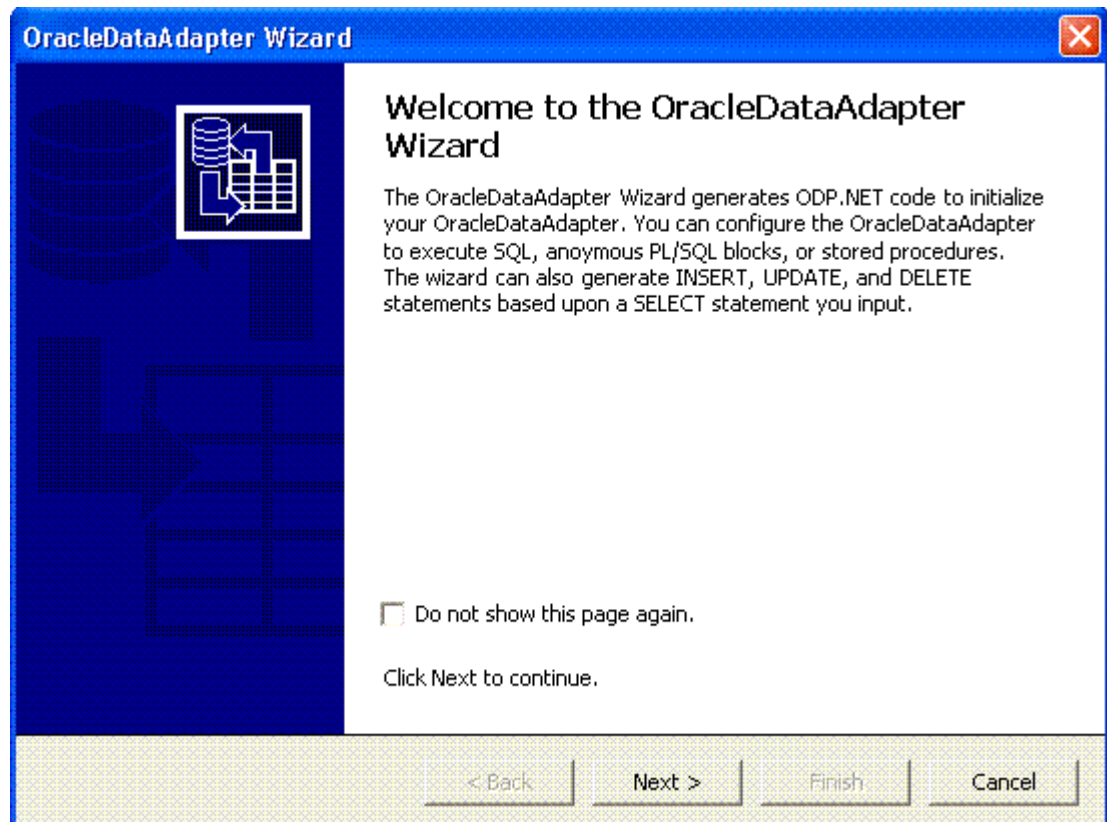 OracleDataAdapter Wizard
Welcome to the OracleDataAdapter
Wizard
The OracleDataAdapter Wizard generates ODP.NET code to initialize
your OracleDataAdapter. You can configure the OracleDataAdapter
to execute SQL, anoymous PL/SQL blocks, or stored procedures.
The wizard can also generate INSERT, UPDATE, and DELETE
statements based upon a SELECT statement you input.
Do not show this page again.
Click Next to continue.
< Back Next > Finish Cancel